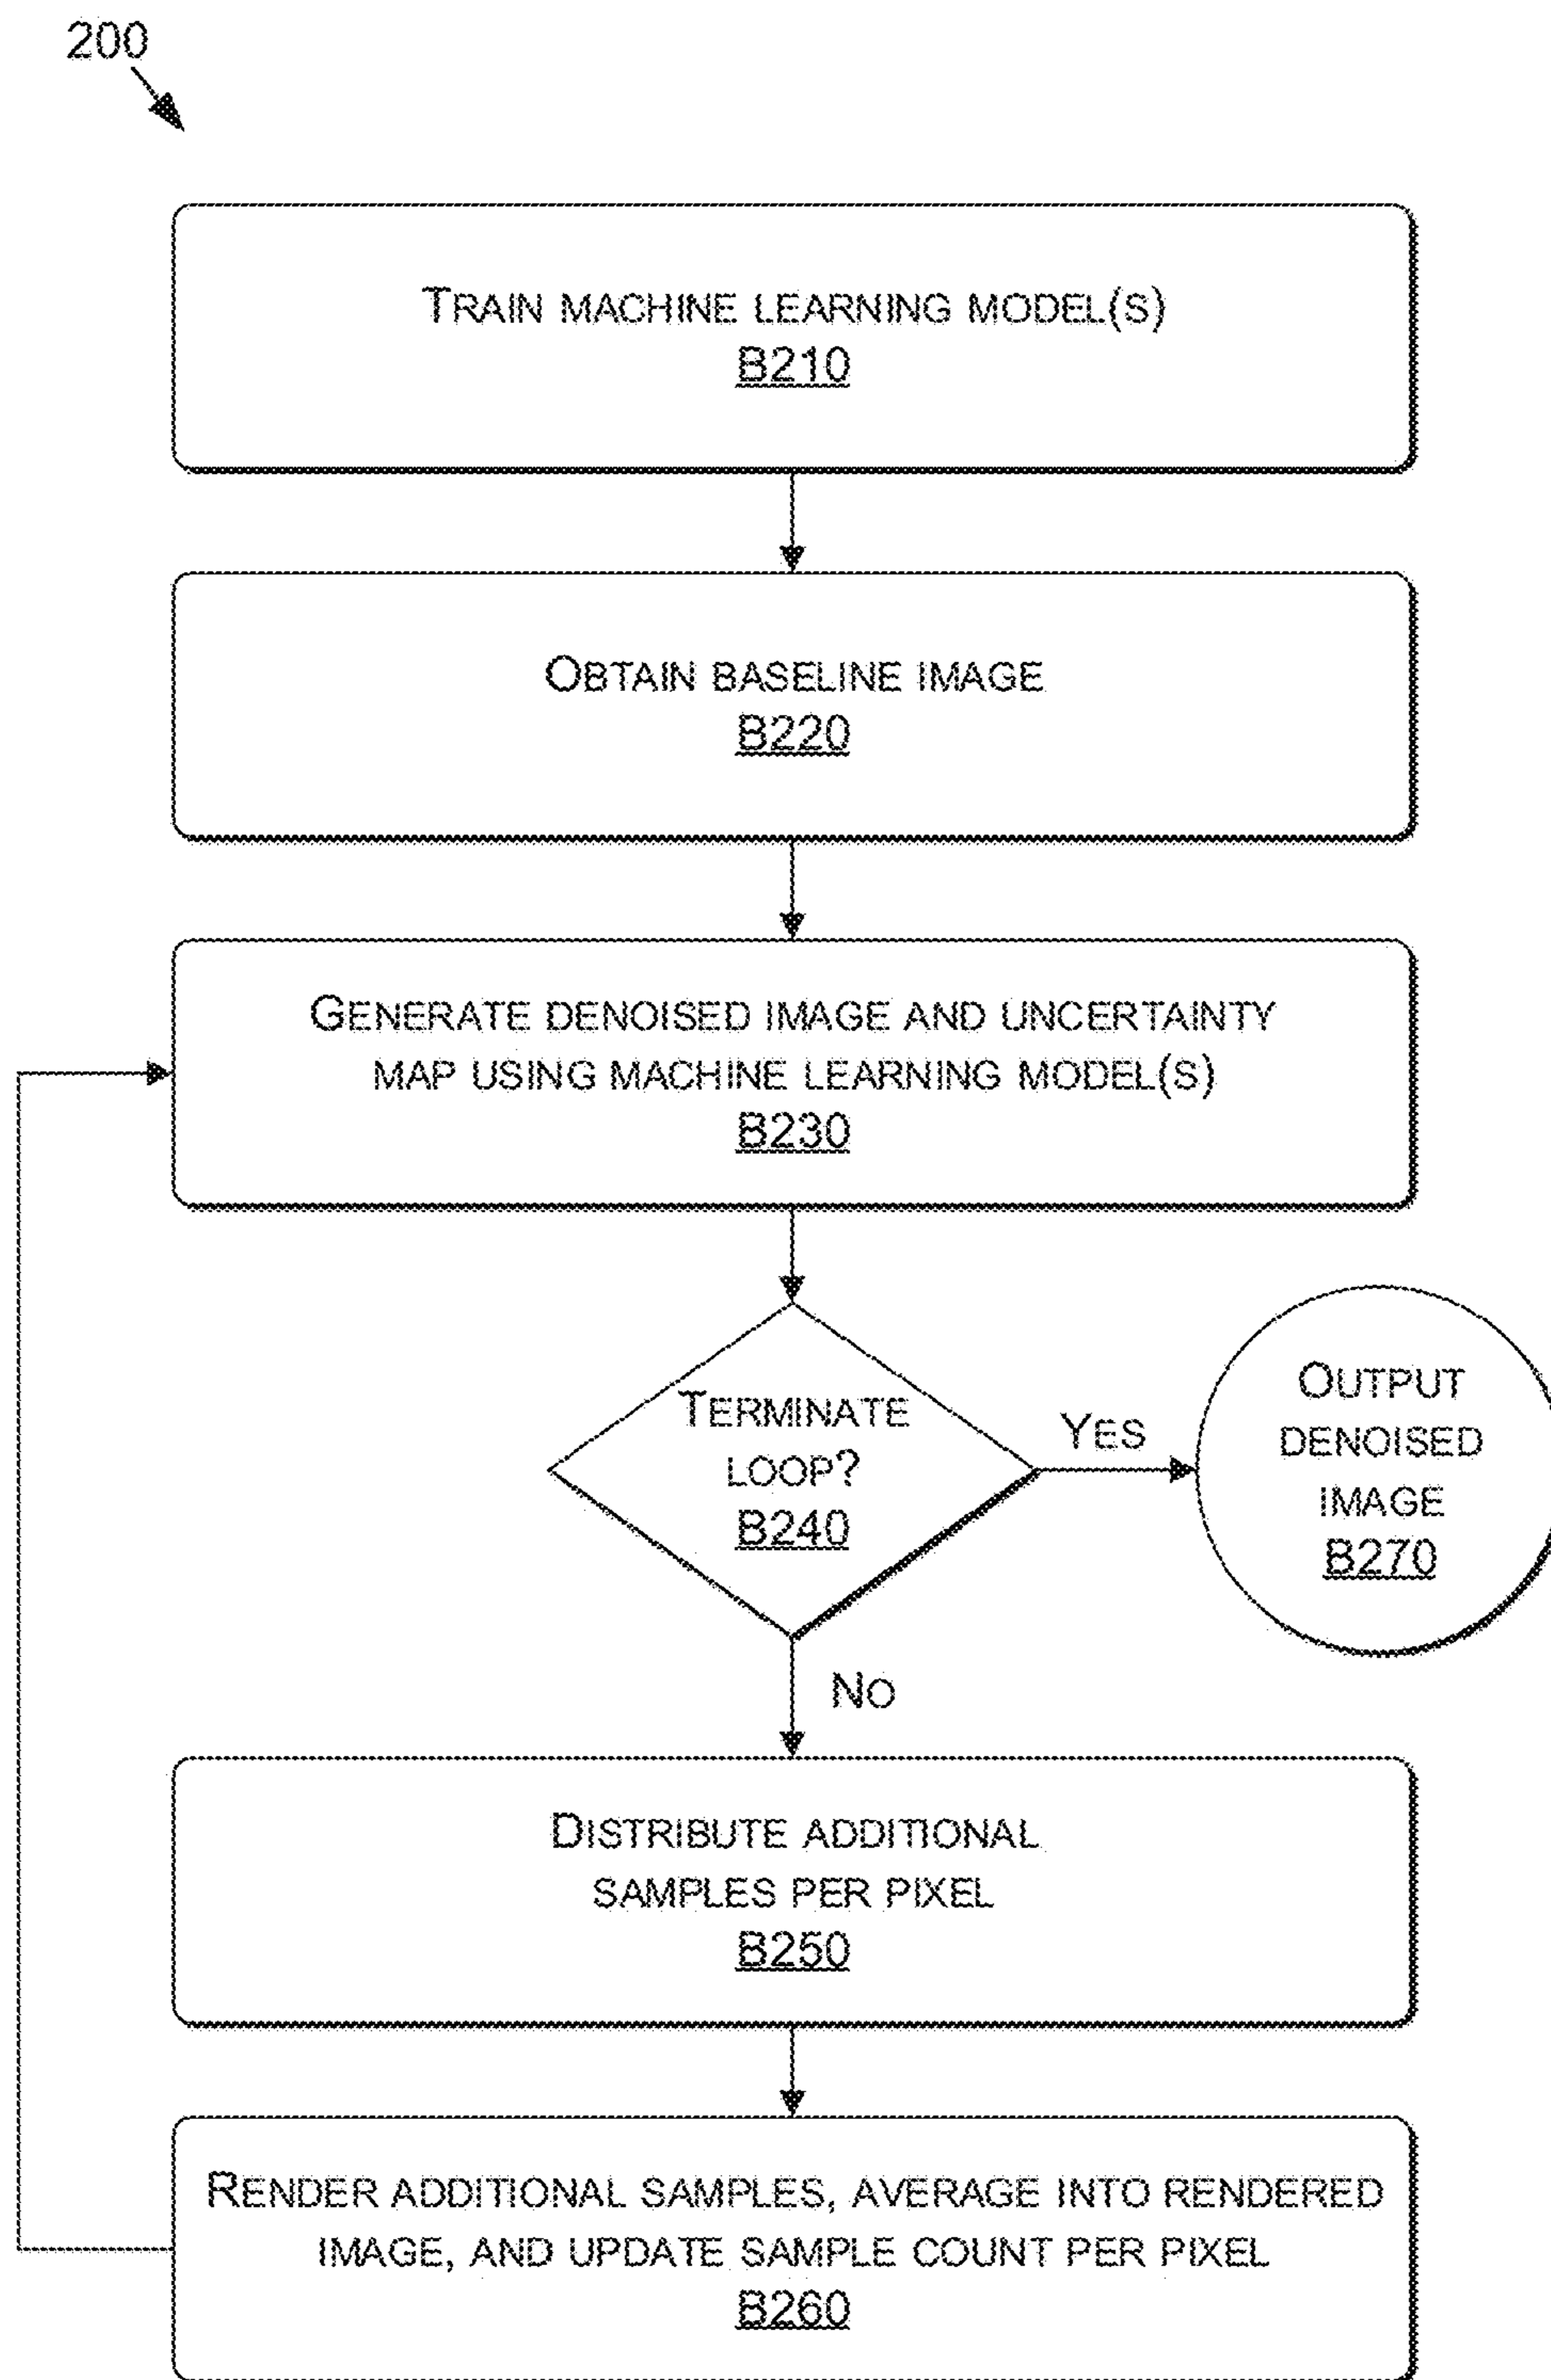 200
TRAIN MACHINE LEARNING MODEL(S)
B210
OBTAIN BASELINE IMAGE
B220
GENERATE DENOISED IMAGE AND UNCERTAINTY
MAP USING MACHINE LEARNING MODEL(S)
B230
TERMINATE
LOOP?
B240
YES
OUTPUT
DENOISED
IMAGE
B270
NO
DISTRIBUTE ADDITIONAL
SAMPLES PER PIXEL
B250
RENDER ADDITIONAL SAMPLES, AVERAGE INTO RENDERED
IMAGE, AND UPDATE SAMPLE COUNT PER PIXEL
B260